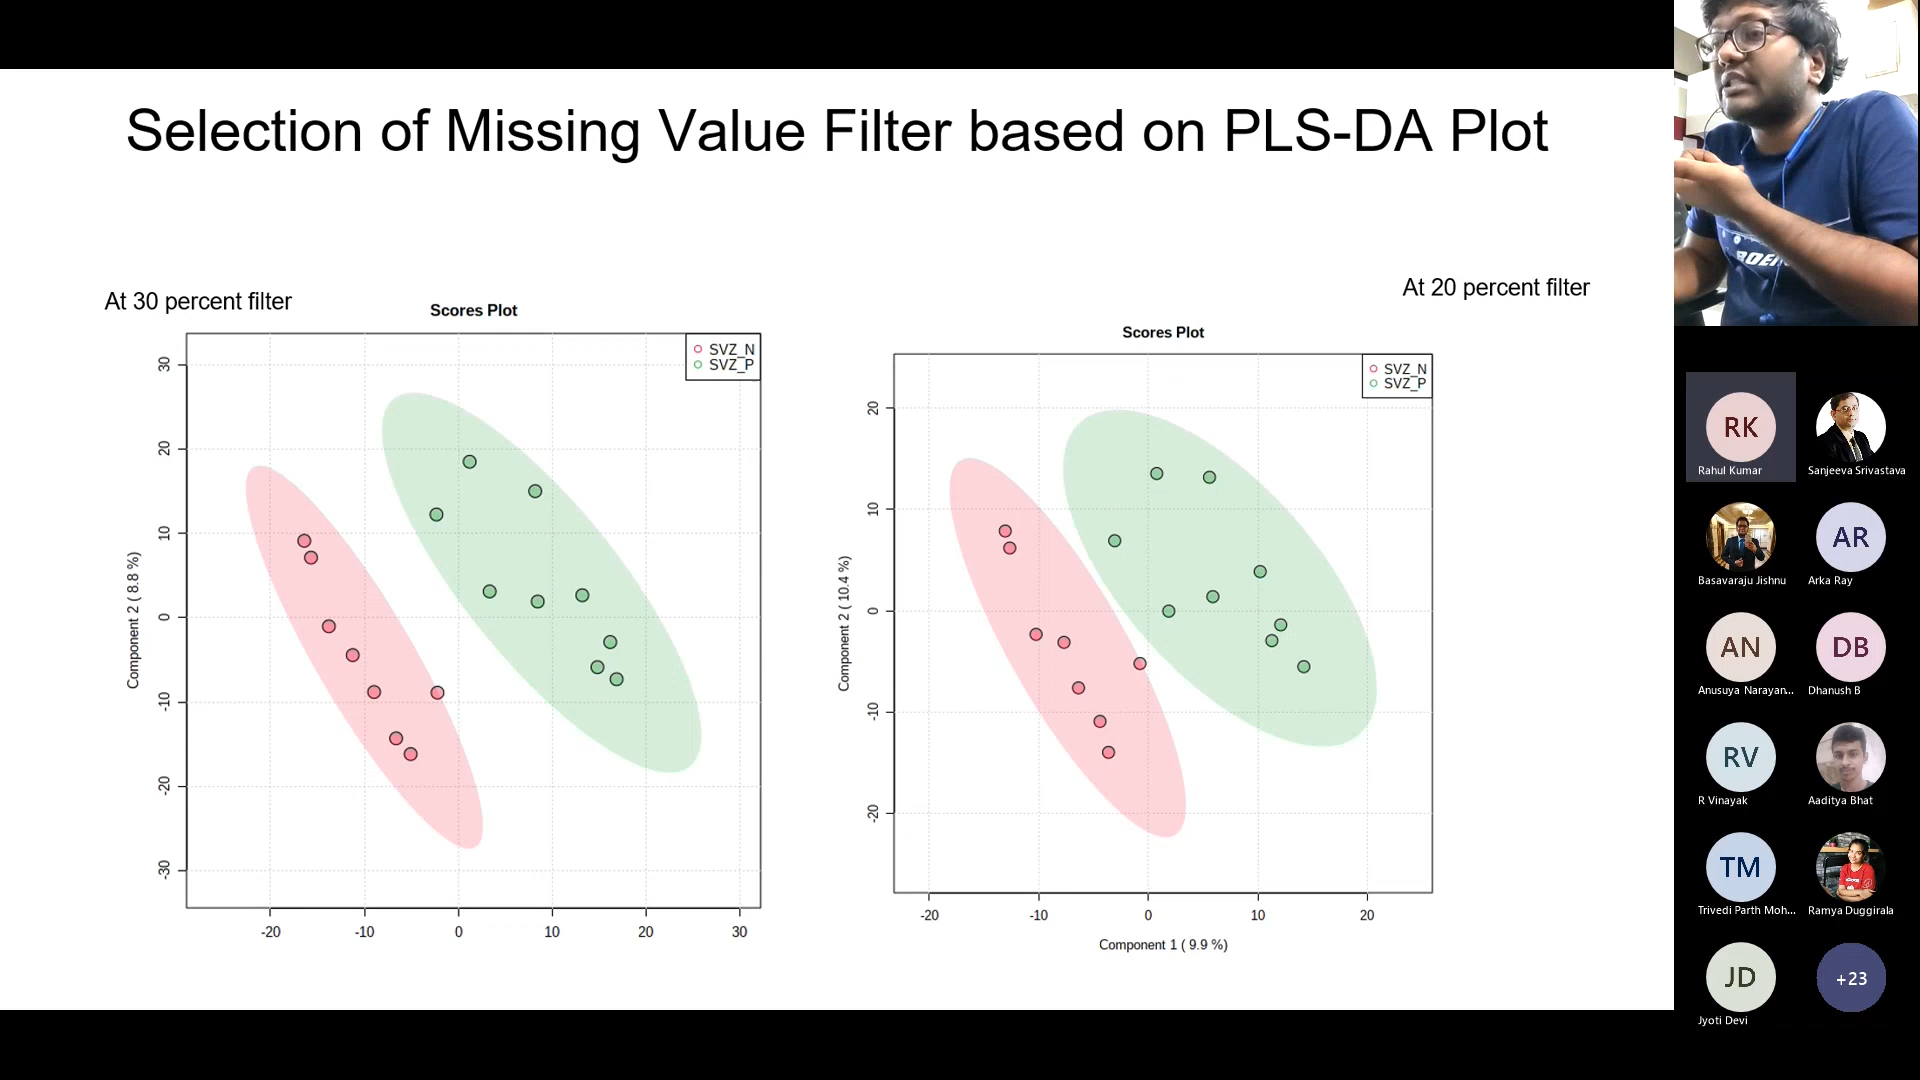 Selection of Missing Value Filter based on PLS-DA Plot
At 30 percent filter
Scores Plot
SVZ_N
SVZ_P
30
20
10
0
-10
-20
-30
Component 2 ( 8.8 %)
-20 -10 0 10 20 30
At 20 percent filter
Scores Plot
SVZ_N
SVZ_P
20
10
0
-10
-20
Component 2 ( 10.4 %)
-20 -10 0 10 20
Component 1 ( 9.9 %)
RK
Rahul Kumar
Sanjeeva Srivastava
Basavaraju Jishnu
AR
Arka Ray
AN
Anusuya Narayan...
DB
Dhanush B
RV
R Vinayak
Aaditya Bhat
TM
Trivedi Parth Moh...
Ramya Duggirala
JD
Jyoti Devi
+23